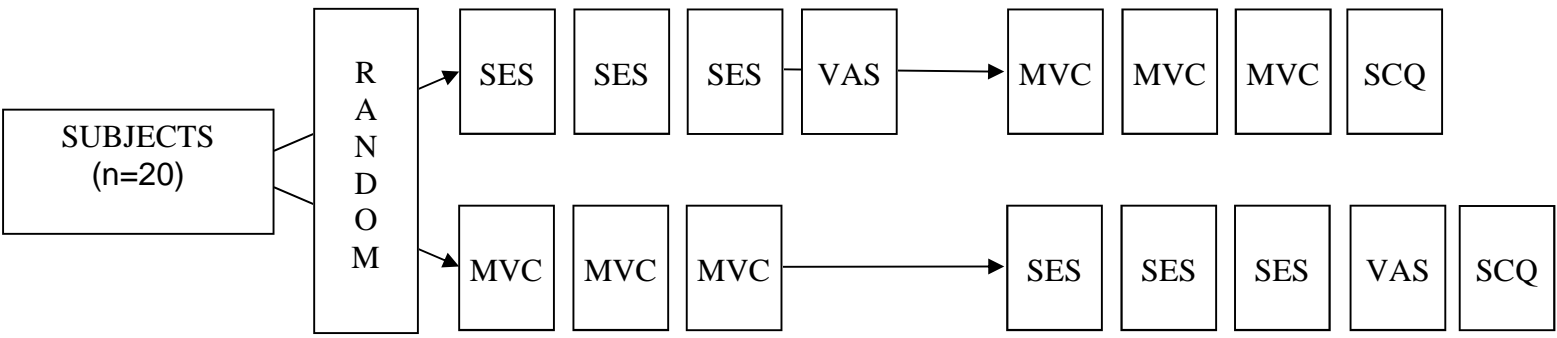 SUBJECTS
(n=20)
R
A
N
D
O
M
SES SES SES VAS MVC MVC MVC SCQ
MVC MVC MVC SES SES SES VAS SCQ